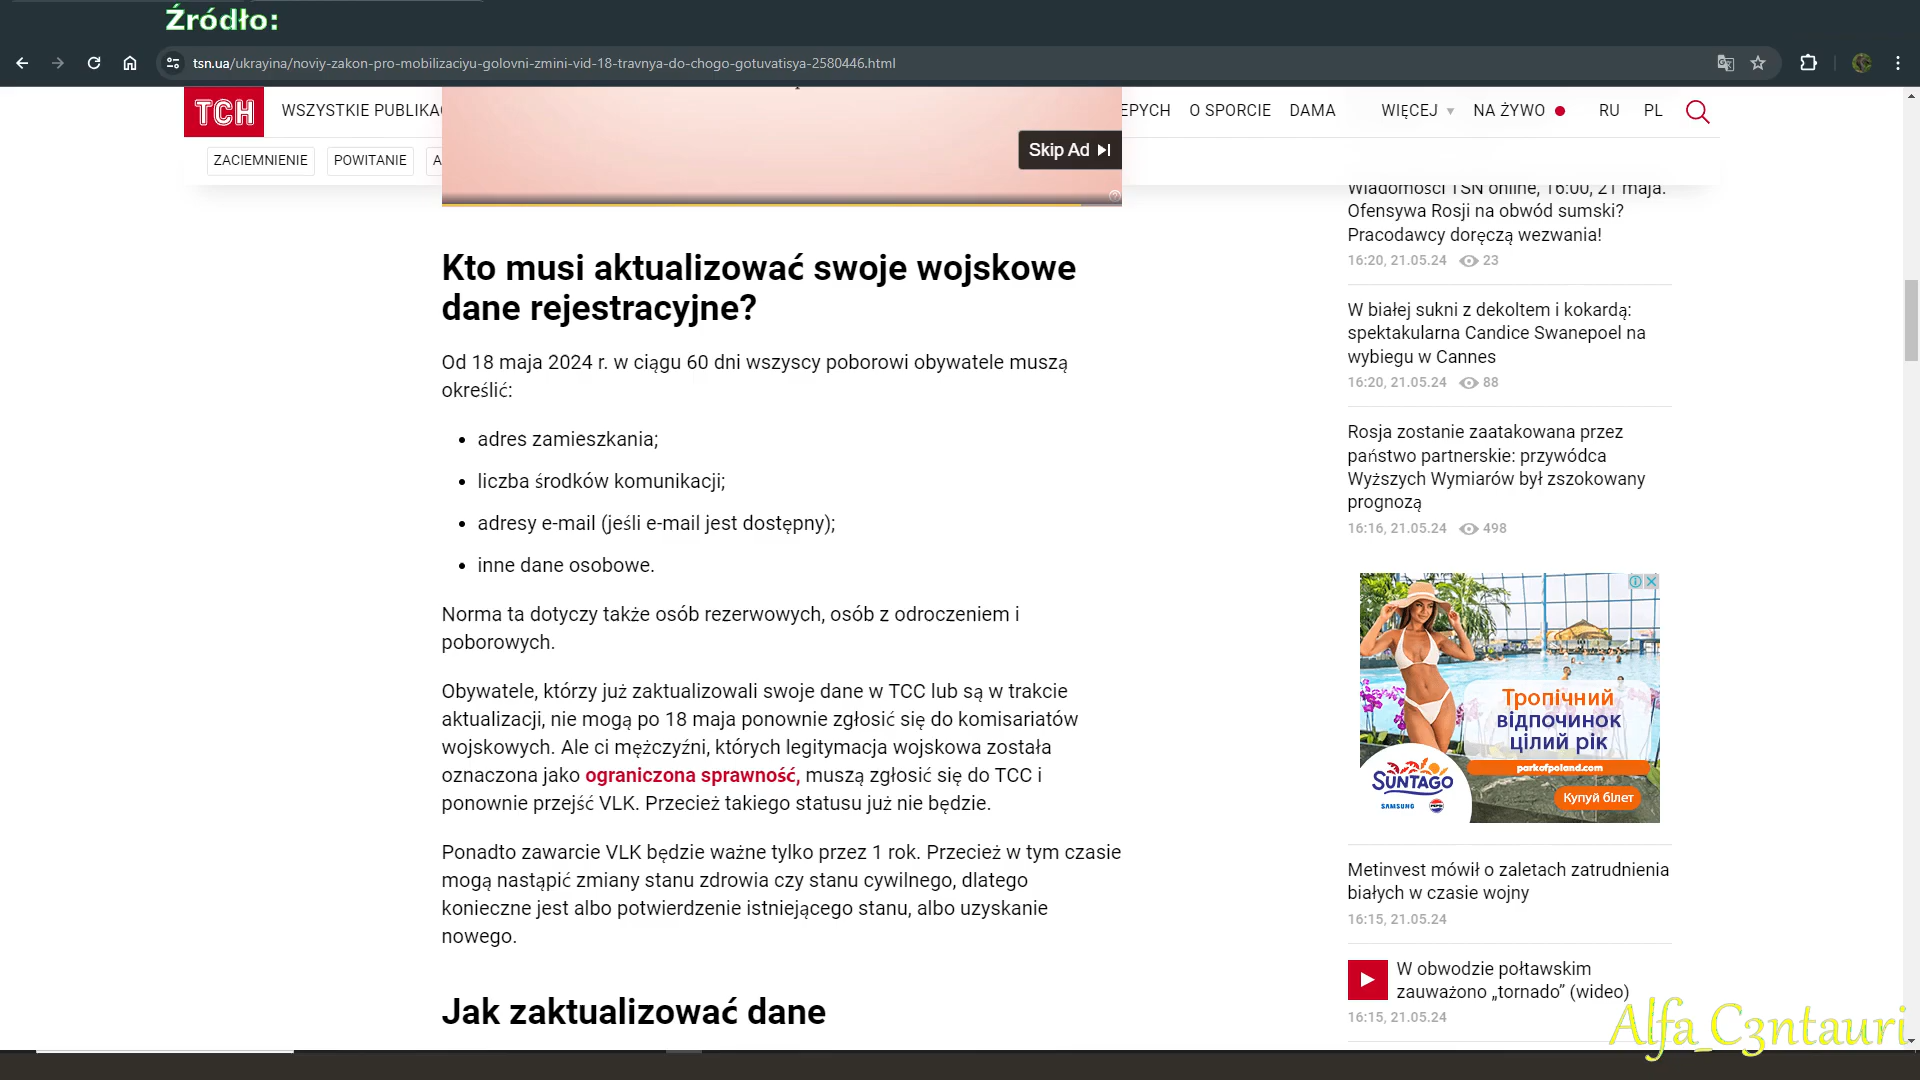 Źródło:
tsn.ua/ukrayina/noviy-zakon-pro-mobilizaciyu-golovni-zmini-vid-18-travnya-do-chogo-gotuvatisya-2580446.html
ТСН WSZYSTKIE PUBLIKA O SPORCIE DAMA WIĘCEJ NA ŻYWO RU PL
Skip Ad
ZACIEMNIENIE POWITANIE A
Kto musi aktualizować swoje wojskowe
dane rejestracyjne?
Od 18 maja 2024 r. w ciągu 60 dni wszyscy poborowi obywatele muszą
określić:
• adres zamieszkania;
• liczba środków komunikacji;
• adresy e-mail (jeśli e-mail jest dostępny);
• inne dane osobowe.
Norma ta dotyczy także osób rezerwowych, osób z odroczeniem i
poborowych.
Obywatele, którzy już zaktualizowali swoje dane w TCC lub są w trakcie
aktualizacji, nie mogą po 18 maja ponownie zgłosić się do komisariatów
wojskowych. Ale ci mężczyźni, których legitymacja wojskowa została
oznaczona jako ograniczona sprawność, muszą zgłosić się do TCC i
ponownie przejść VLK. Przecież takiego statusu już nie będzie.
Ponadto zawarcie VLK będzie ważne tylko przez 1 rok. Przecież w tym czasie
mogą nastąpić zmiany stanu zdrowia czy stanu cywilnego, dlatego
konieczne jest albo potwierdzenie istniejącego stanu, albo uzyskanie
nowego.
Jak zaktualizować dane
Wiadomości TSN online, 16:00, 21 maja.
Ofensywa Rosji na obwód sumski?
Pracodawcy doręczą wezwania!
16:20, 21.05.24 23
W białej sukni z dekoltem i kokardą:
spektakularna Candice Swanepoel na
wybiegu w Cannes
16:20, 21.05.24 88
Rosja zostanie zaatakowana przez
państwo partnerskie: przywódca
Wyższych Wymiarów był zszokowany
prognozą
16:16, 21.05.24 498
Тропічний
відпочинок
цілий рік
parkofpoland.com
SUNTAGO
SAMSUNG pepsi
Купуй білет
Metinvest mówił o zaletach zatrudnienia
białych w czasie wojny
16:15, 21.05.24
W obwodzie połtawskim
zauważono „tornado” (wideo)
16:15, 21.05.24
Alfa_C3ntauri